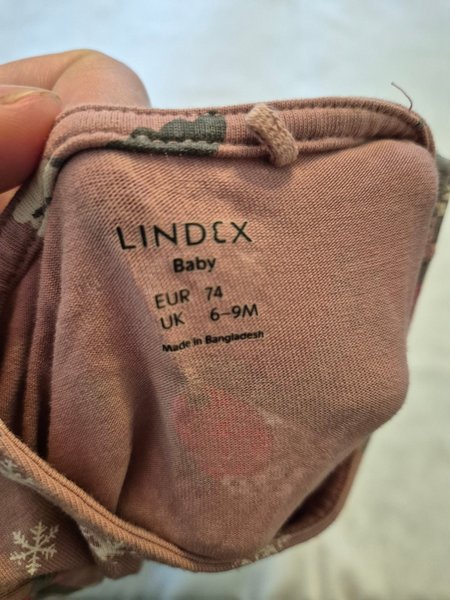 LINDEX
Baby
EUR 74
UK 6-9M
Made in Bangladesh